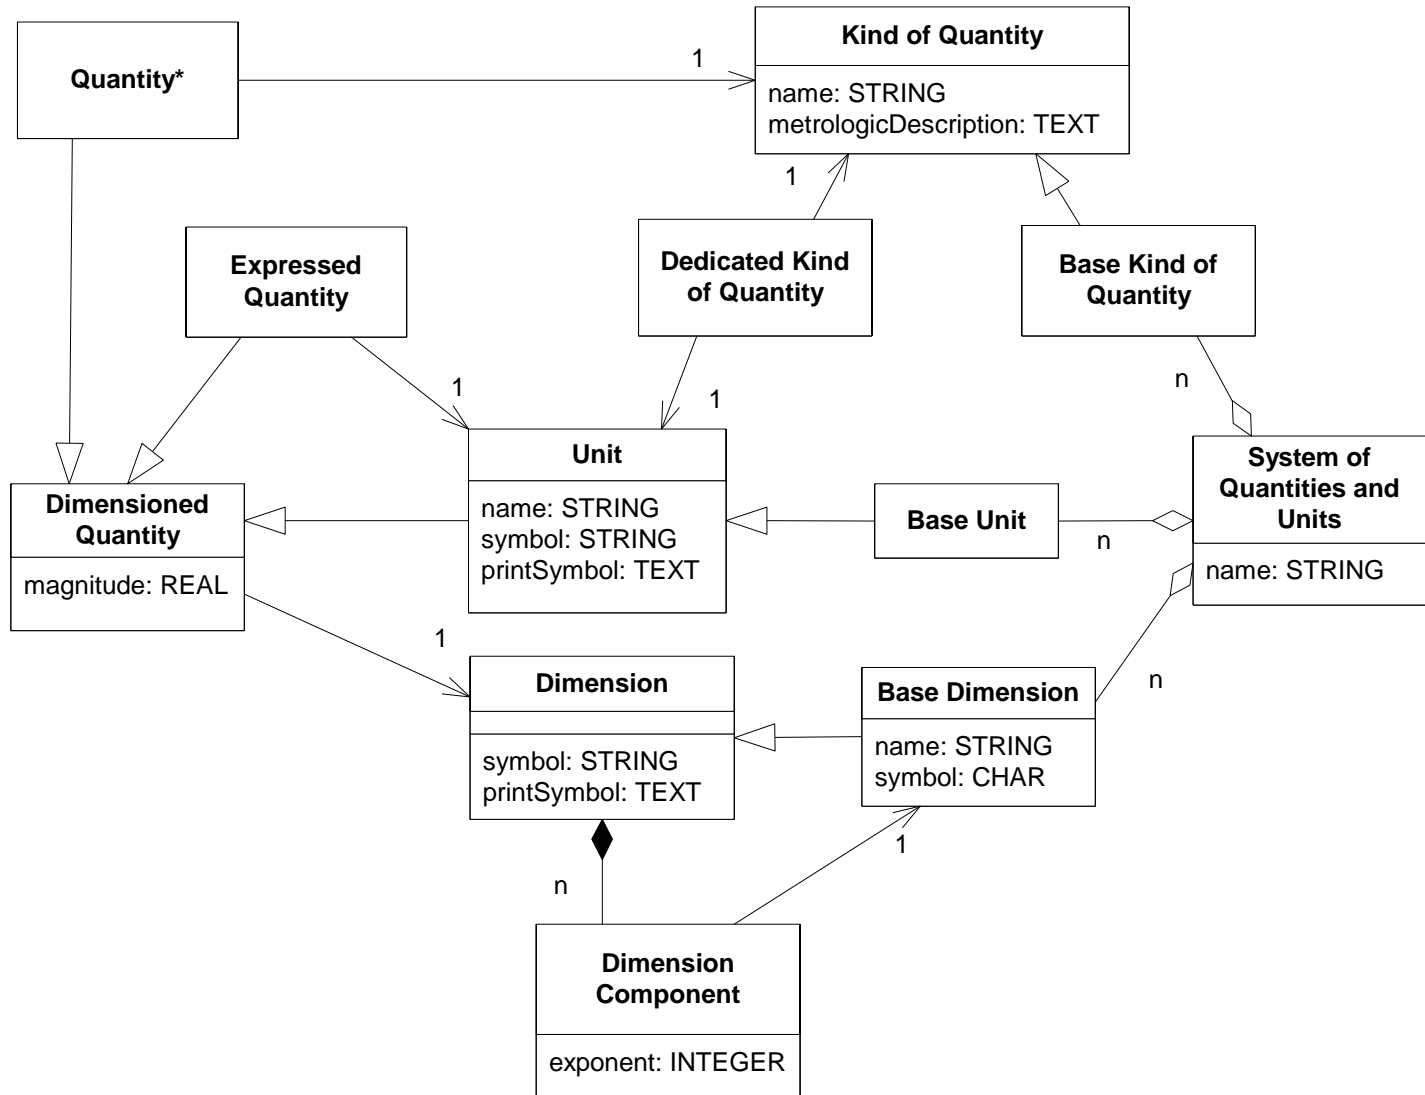 Kind of Quantity
1
Quantity*
name: STRING
metrologicDescription: TEXT
1
Expressed
Quantity
Dedicated Kind
of Quantity
Base Kind of
Quantity
n
1
1
Unit
System of
Quantities and
Units
Dimensioned
Quantity
name: STRING
symbol: STRING
printSymbol: TEXT
Base Unit
n
name: STRING
magnitude: REAL
1
Dimension
Base Dimension
n
symbol: STRING
printSymbol: TEXT
name: STRING
symbol: CHAR
1
n
Dimension
Component
exponent: INTEGER